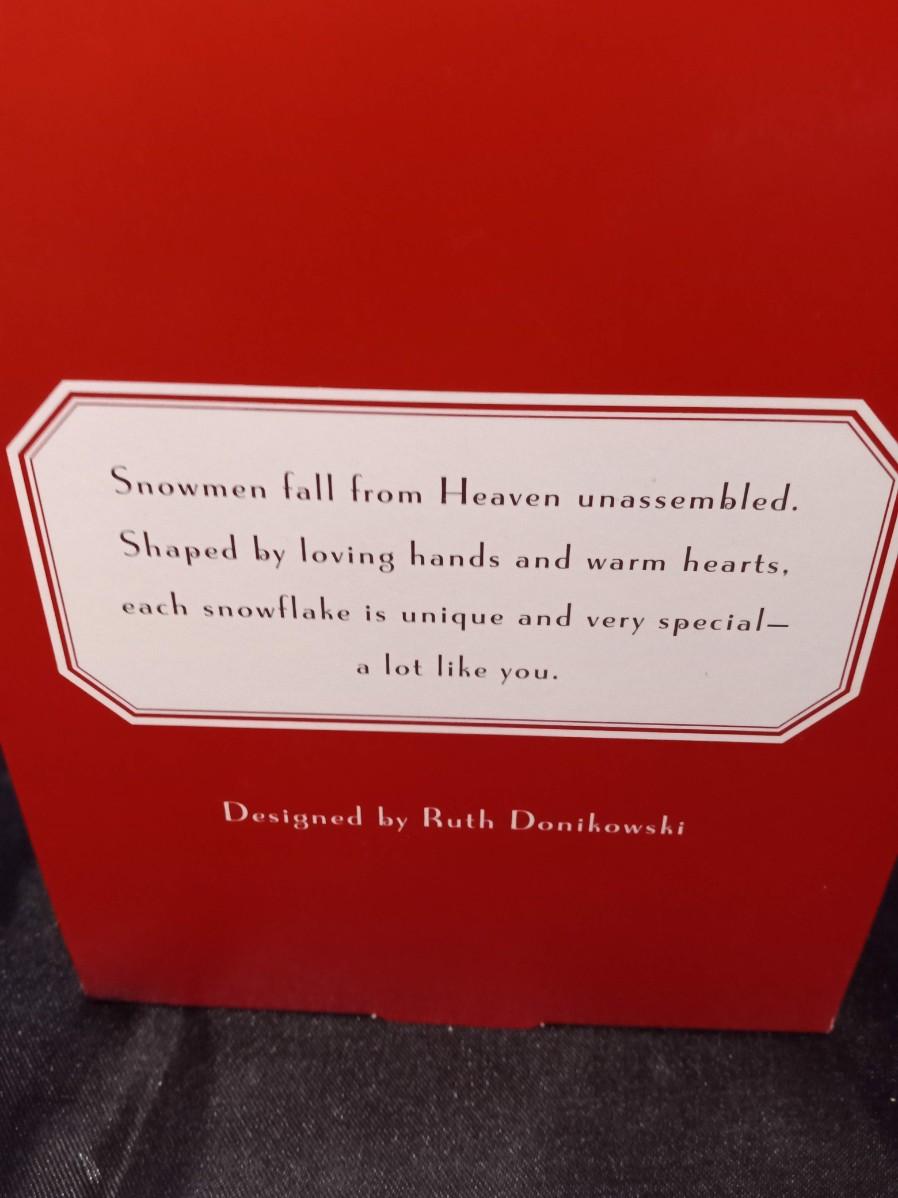 Snowmen fall from Heaven unassembled.
Shaped by loving hands and warm hearts,
each snowflake is unique and very special—
a lot like you.
Designed by Ruth Donikowski